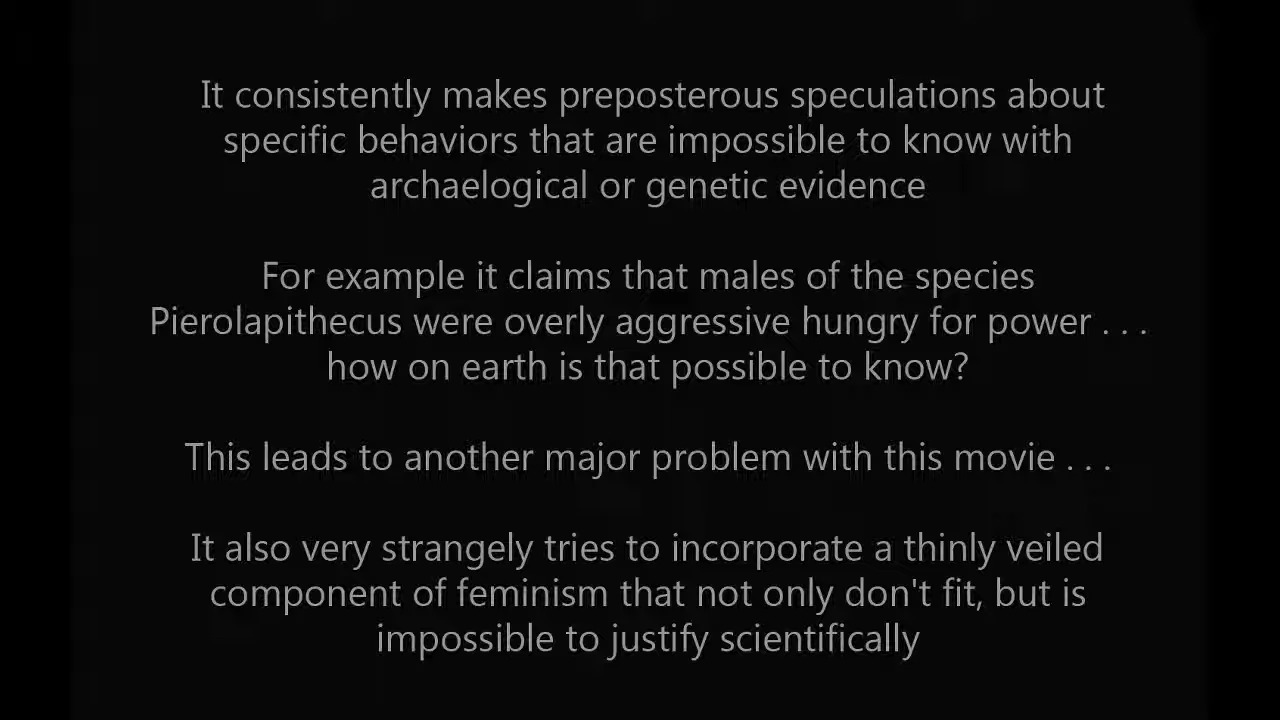 It consistently makes preposterous speculations about
specific behaviors that are impossible to know with
archaelogical or genetic evidence
For example it claims that males of the species
Pierolapithecus were overly aggressive hungry for power . . .
how on earth is that possible to know?
This leads to another major problem with this movie . . .
It also very strangely tries to incorporate a thinly veiled
component of feminism that not only don't fit, but is
impossible to justify scientifically